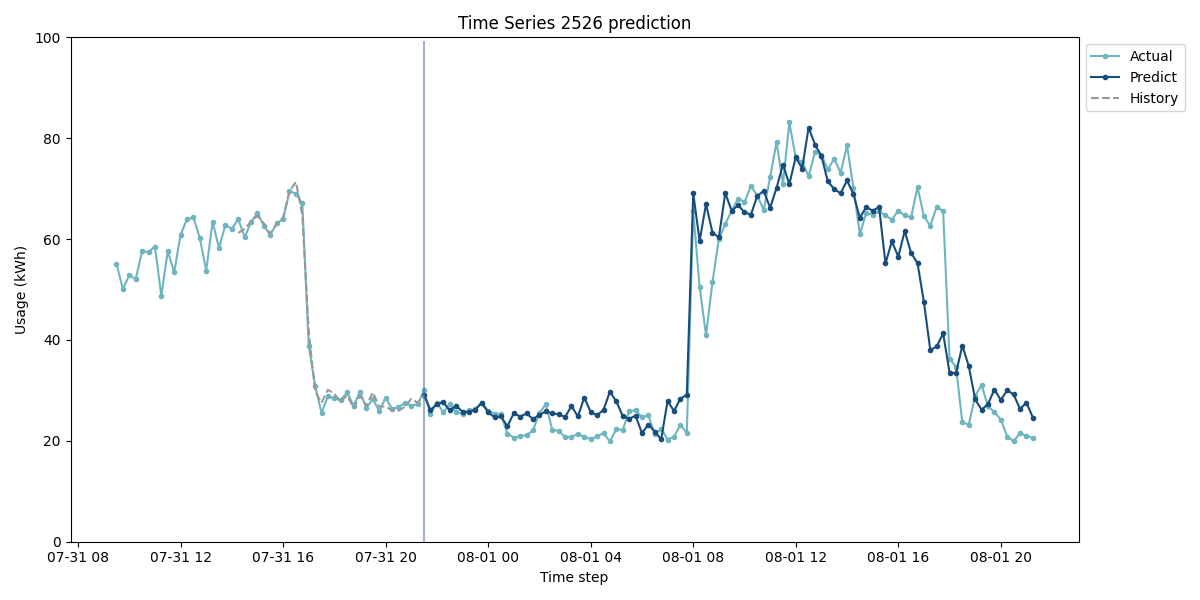 Time Series 2526 prediction
Actual
Predict
History
Usage (kWh)
100
80
60
40
20
0
07-31 08
07-31 12
07-31 16
07-31 20
08-01 00
08-01 04
08-01 08
08-01 12
08-01 16
08-01 20
Time step